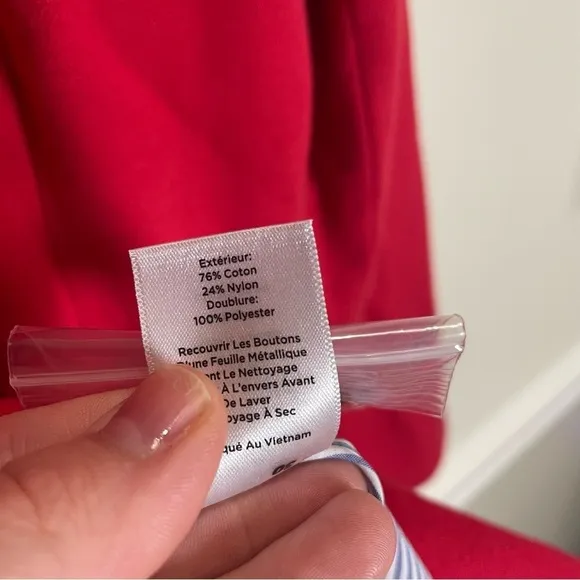 Extérieur:
76% Coton
24% Nylon
Doublure:
100% Polyester
Recouvrir Les Boutons
D'une Feuille Métallique
Le Nettoyage
À L'envers Avant
De Laver
À Sec
Au Vietnam